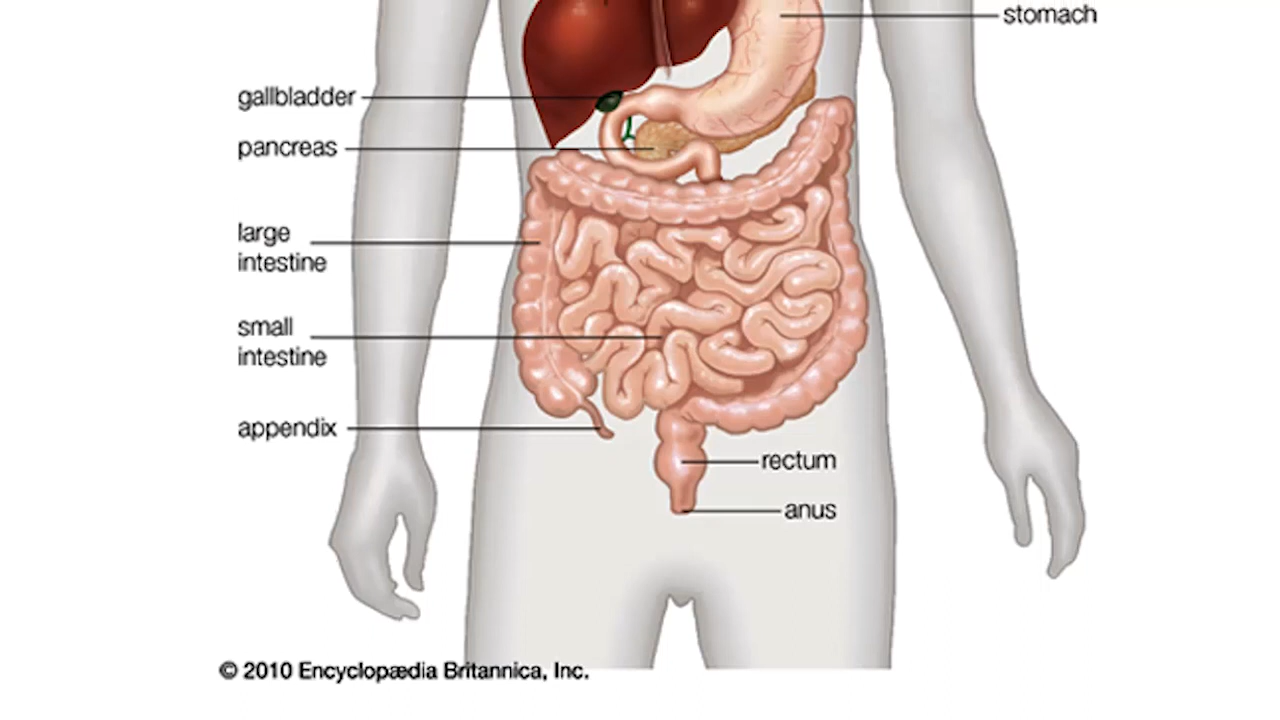 stomach
gallbladder
pancreas
large
intestine
small
intestine
appendix
rectum
anus
© 2010 Encyclopædia Britannica, Inc.